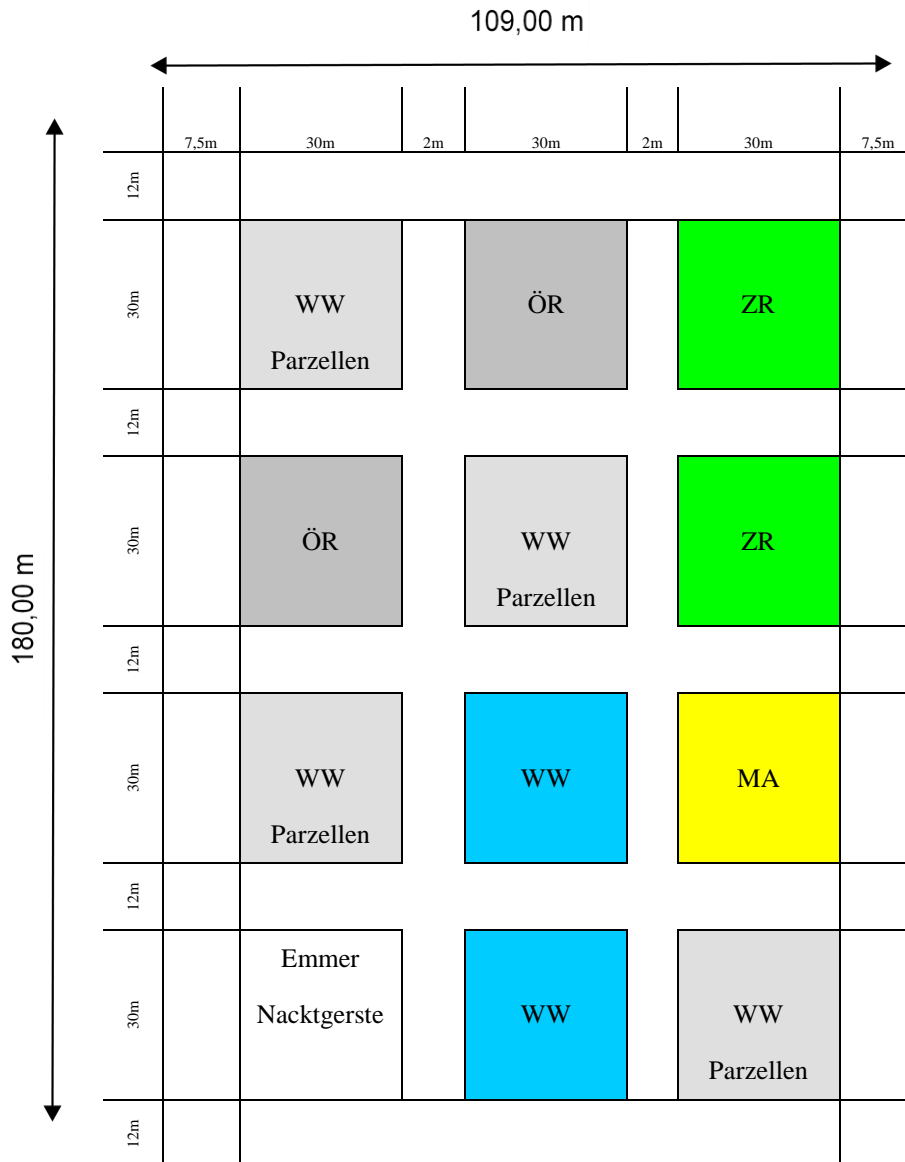 109,00 m
7,5m 30m 2m 30m 2m 30m 7,5m
12m
30m
WW ÖR ZR
Parzellen
12m
30m
ÖR WW ZR
Parzellen
180,00 m
12m
30m
WW WW MA
Parzellen
12m
Emmer
30m
Nacktgerste WW WW
Parzellen
12m